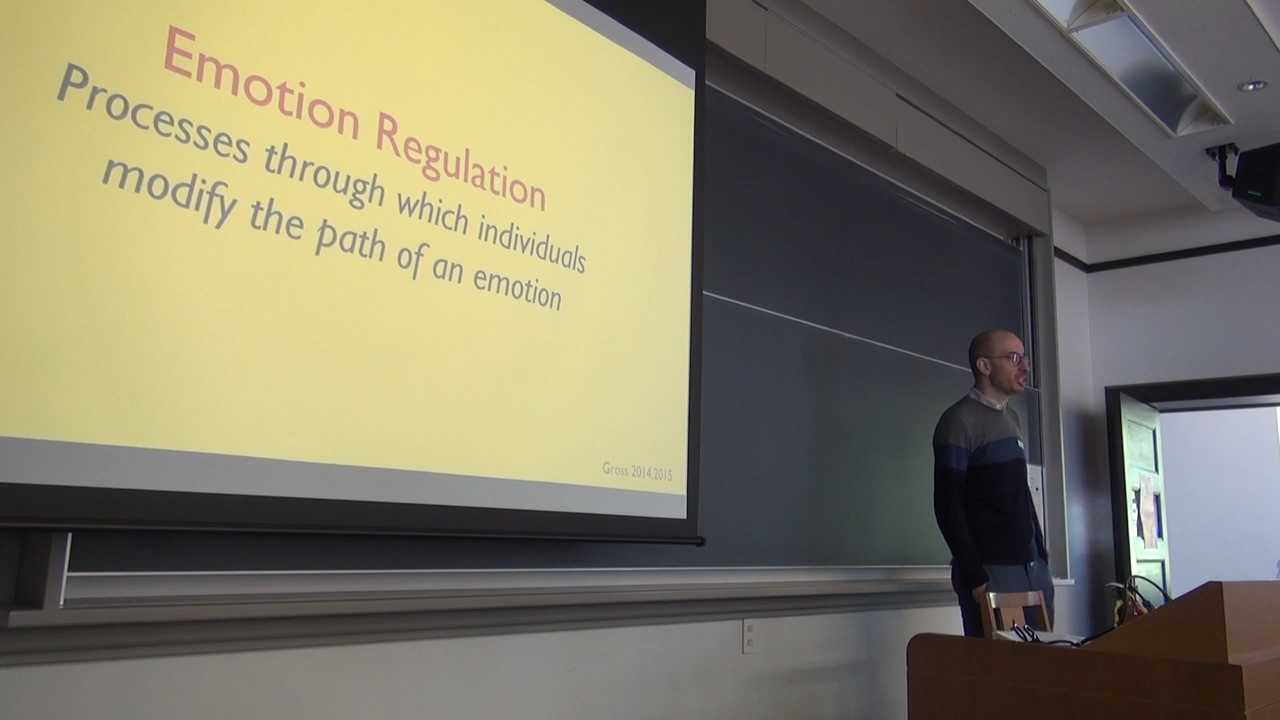 Emotion Regulation
Processes through which individuals
modify the path of an emotion
Gross 2014,2015